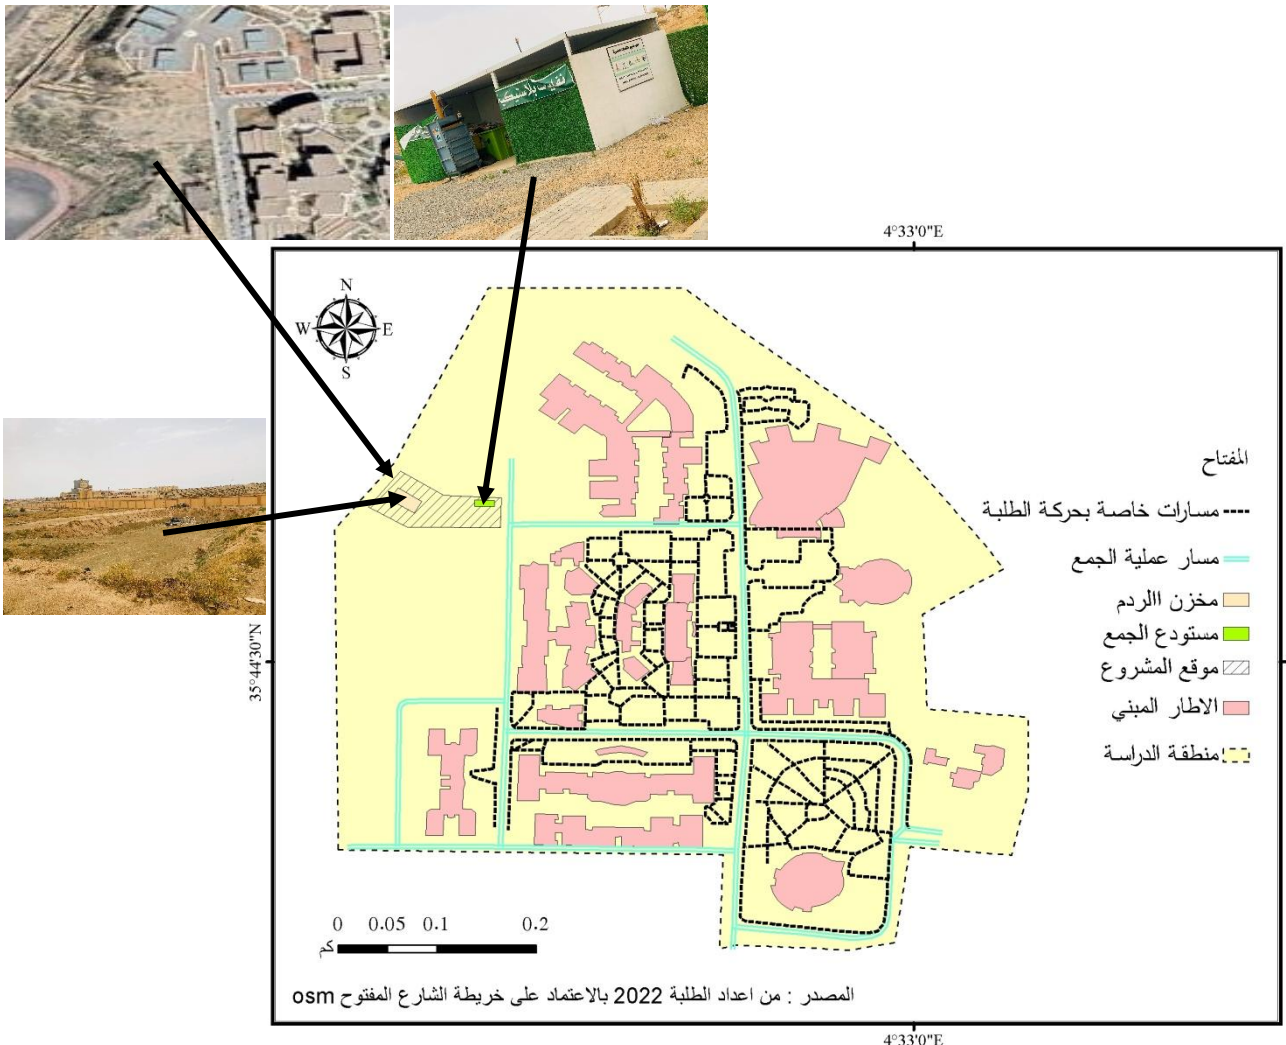 نفايات بلاستيكية
4°33'0"E
N
W
E
S
المفتاح
مسارات خاصة بحركة الطلبة
مسار عملية الجمع
مخزن االردم
مستودع الجمع
موقع المشروع
الاطار المبني
منطقة الدراسة
35°44'30"N
0 0.05 0.1 0.2
كم
المصدر : من اعداد الطلبة 2022 بالاعتماد على خريطة الشارع المفتوح osm
4°33'0"E